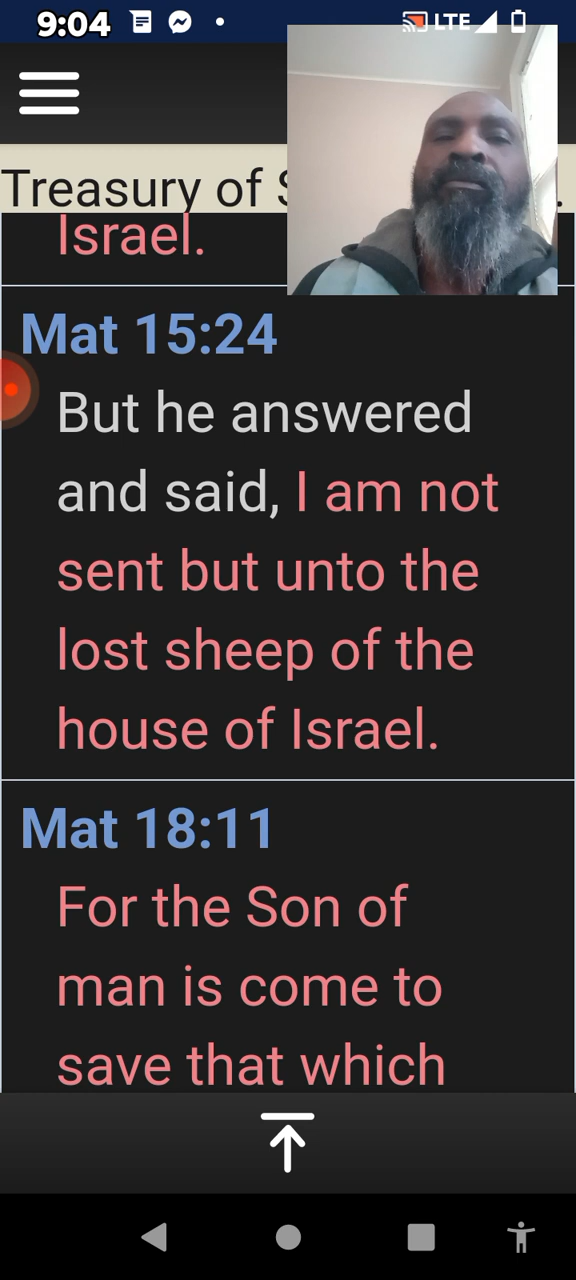 9:04 LTE
Treasury of
Israel.
Mat 15:24
But he answered
and said, I am not
sent but unto the
lost sheep of the
house of Israel.
Mat 18:11
For the Son of
man is come to
save that which